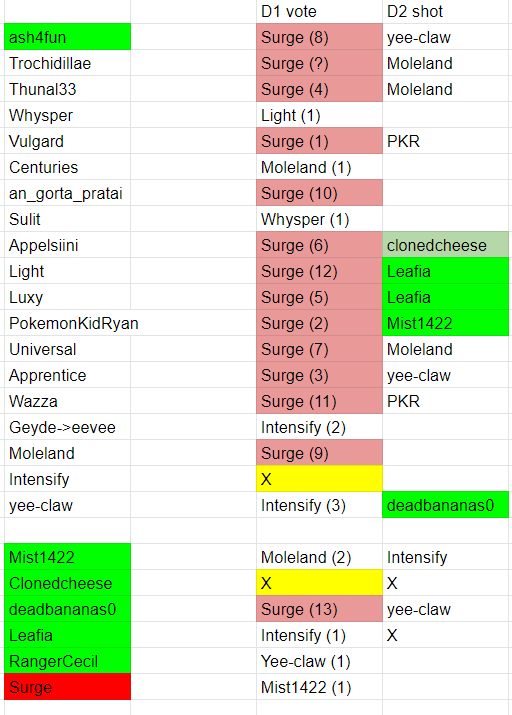 D1 vote D2 shot
ash4fun Surge (8) yee-claw
Trochidillae Surge (?) Moleland
Thunal33 Surge (4) Moleland
Whysper Light (1)
Vulgard Surge (1) PKR
Centuries Moleland (1)
an_gorta_pratai Surge (10)
Sulit Whysper (1)
Appelsiini Surge (6) clonedcheese
Light Surge (12) Leafia
Luxy Surge (5) Leafia
PokemonKidRyan Surge (2) Mist1422
Universal Surge (7) Moleland
Apprentice Surge (3) yee-claw
Wazza Surge (11) PKR
Geyde->eevee Intensify (2)
Moleland Surge (9)
Intensify X
yee-claw Intensify (3) deadbananas0
Mist1422 Moleland (2) Intensify
Clonedcheese X X
deadbananas0 Surge (13) yee-claw
Leafia Intensify (1) X
RangerCecil Yee-claw (1)
Surge Mist1422 (1)